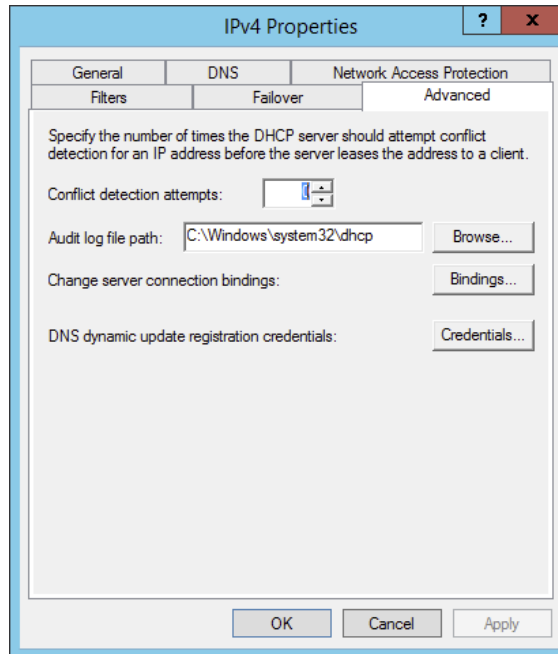 IPv4 Properties
?
x
General
DNS
Network Access Protection
Filters
Failover
Advanced
Specify the number of times the DHCP server should attempt conflict
detection for an IP address before the server leases the address to a client.
Conflict detection attempts:
Audit log file path:
C:\Windows\system32\dhcp
Browse...
Change server connection bindings:
Bindings...
DNS dynamic update registration credentials:
Credentials...
OK
Cancel
Apply